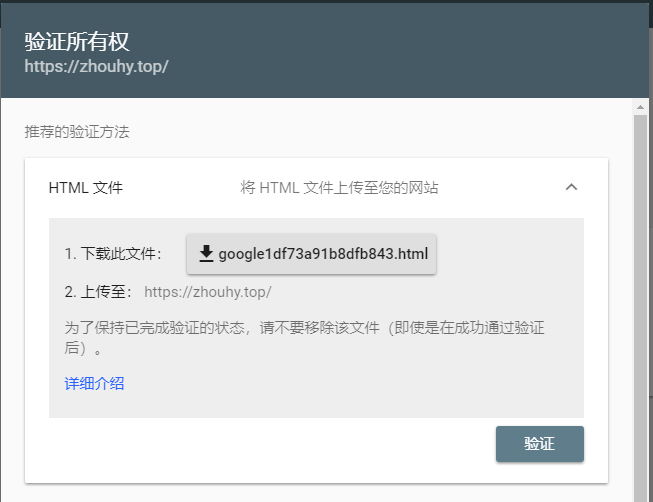 验证所有权
https://zhouhy.top/
推荐的验证方法
HTML 文件 将 HTML 文件上传至您的网站
1. 下载此文件： google1df73a91b8dfb843.html
2. 上传至： https://zhouhy.top/
为了保持已完成验证的状态，请不要移除该文件（即使是在成功通过验证
后）。
详细介绍
验证